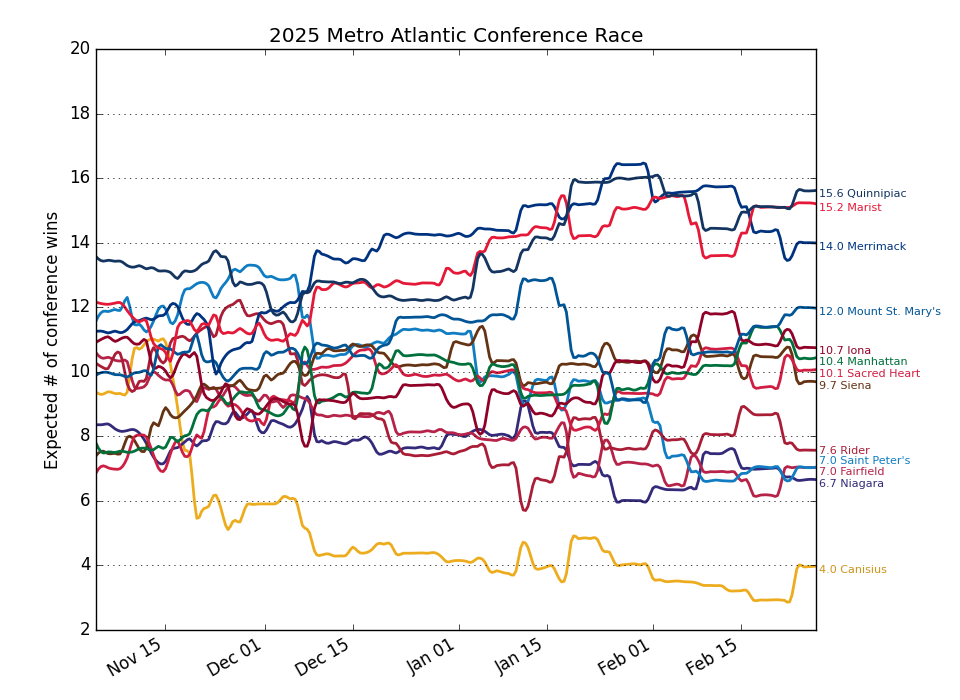 2025 Metro Atlantic Conference Race
Expected # of conference wins
20
18
16
14
12
10
8
6
4
2
15.6 Quinnipiac
15.2 Marist
14.0 Merrimack
12.0 Mount St. Mary's
10.7 Iona
10.4 Manhattan
10.1 Sacred Heart
9.7 Siena
7.6 Rider
7.0 Saint Peter's
7.0 Fairfield
6.7 Niagara
4.0 Canisius
Nov 15
Dec 01
Dec 15
Jan 01
Jan 15
Feb 01
Feb 15